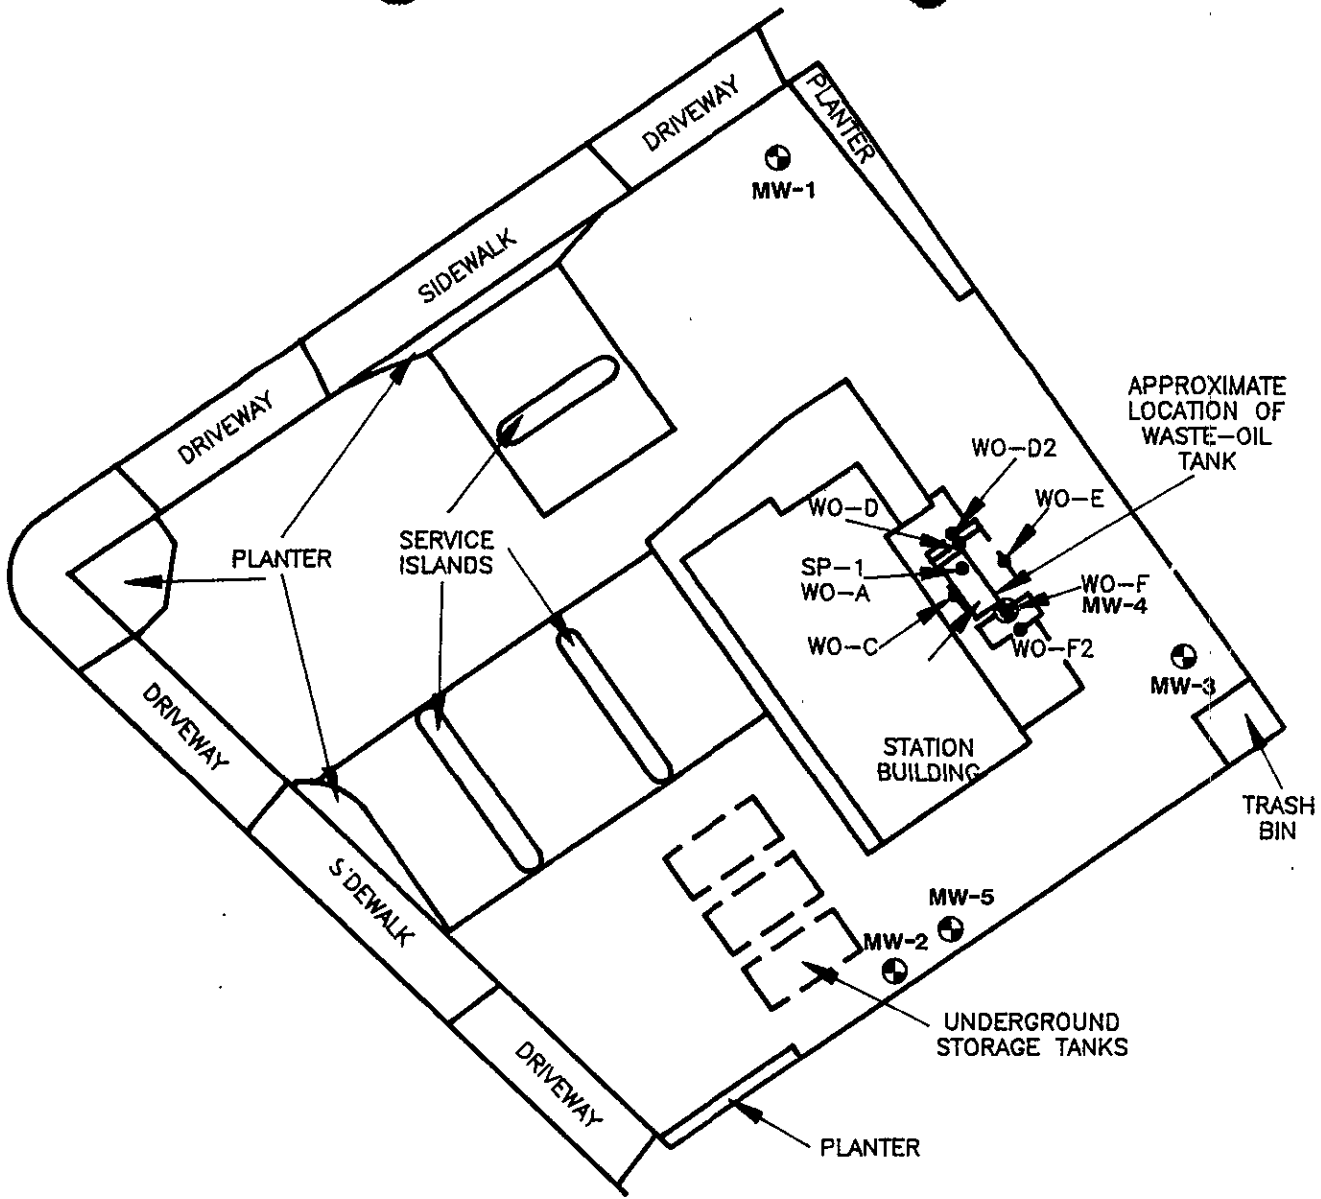 DRIVEWAY
PLANTER
MW-1
SIDEWALK
DRIVEWAY
APPROXIMATE
LOCATION OF
WASTE-OIL
TANK
WO-D2
WO-D
WO-E
PLANTER
SERVICE
ISLANDS
SP-1
WO-A
WO-F
MW-4
WO-C
WO-F2
MW-3
DRIVEWAY
STATION
BUILDING
TRASH
BIN
SIDEWALK
MW-5
MW-2
UNDERGROUND
STORAGE TANKS
DRIVEWAY
PLANTER